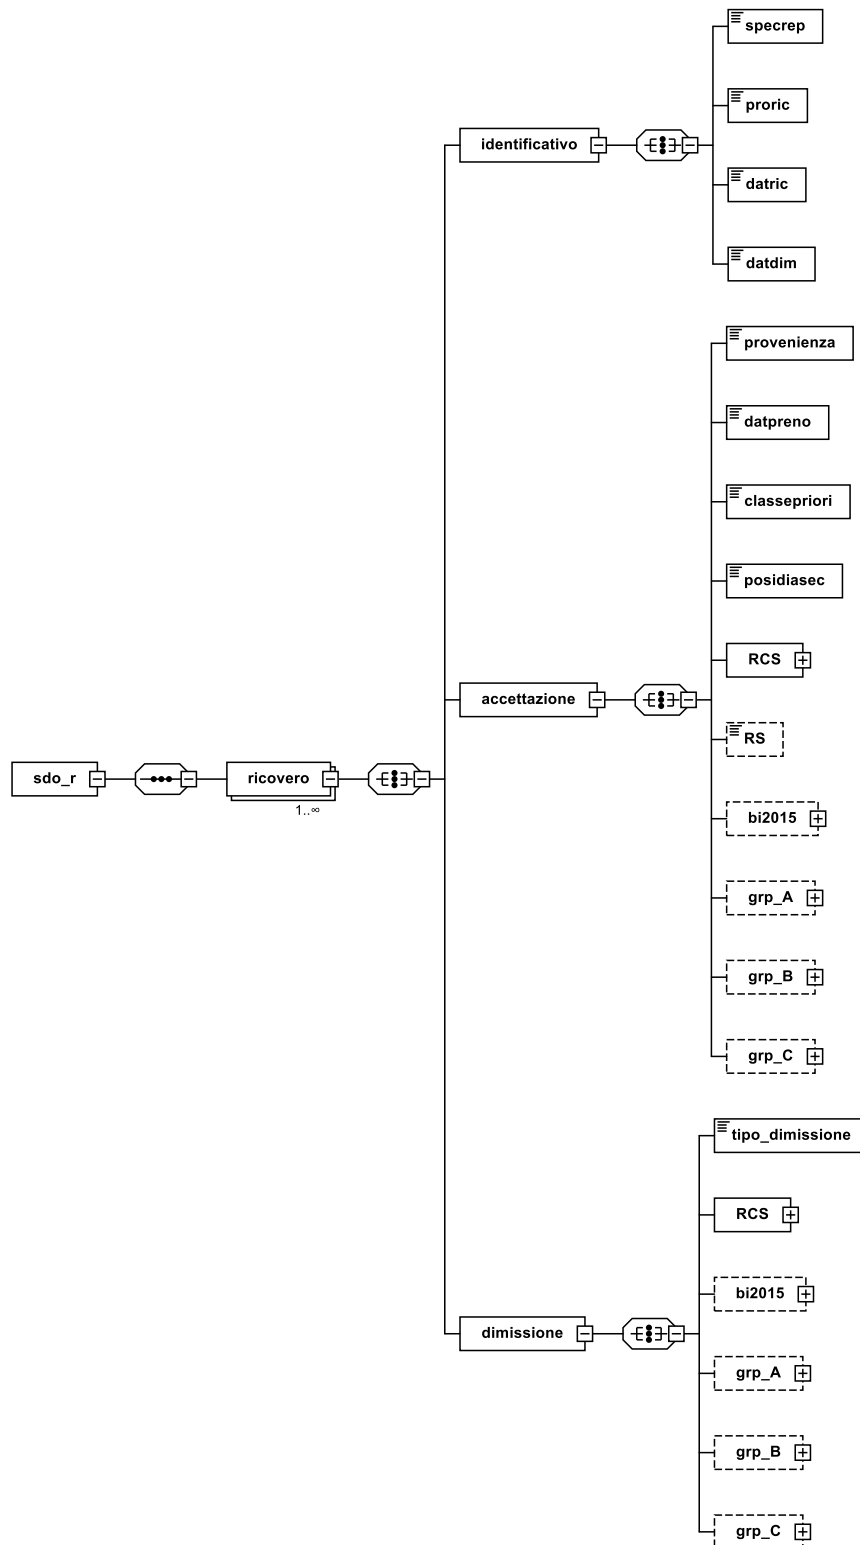 specrep
proric
identificativo
datric
datdim
provenienza
datpreno
classepriori
posidiasec
RCS
accettazione
RS
sdo_r
ricovero
1..∞
bi2015
grp_A
grp_B
grp_C
tipo_dimissione
RCS
bi2015
dimissione
grp_A
grp_B
grp_C